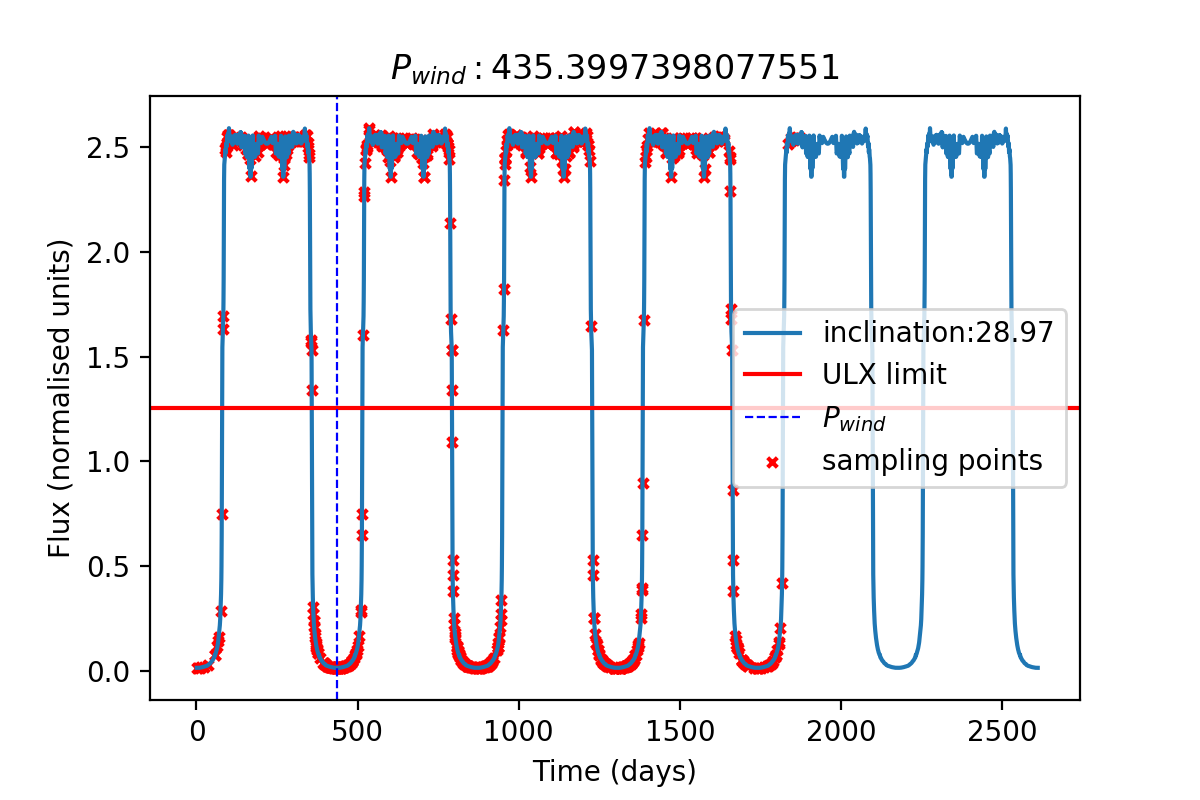 P_wind : 435.3997398077551
Flux (normalised units)
2.5
2.0
1.5
1.0
0.5
0.0
inclination:28.97
ULX limit
P_wind
sampling points
0 500 1000 1500 2000 2500
Time (days)